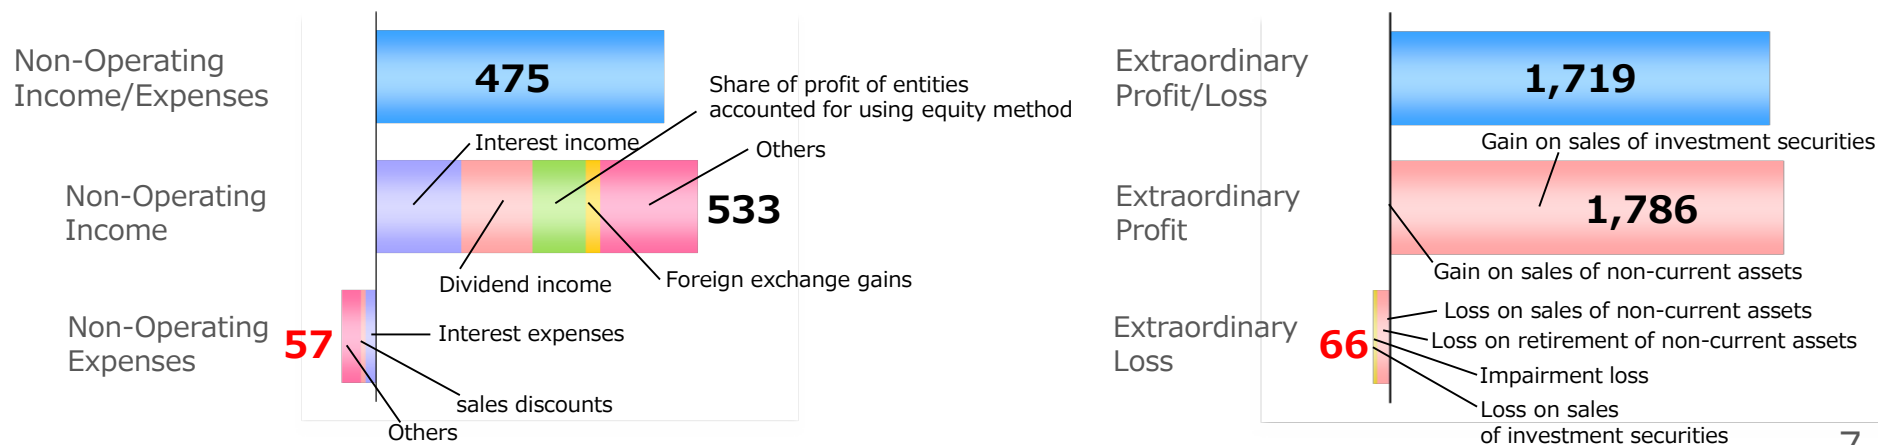 Non-Operating
Income/Expenses
475
Share of profit of entities
accounted for using equity method
Interest income
Others
Non-Operating
Income
533
Dividend income
Foreign exchange gains
Non-Operating
Expenses
57
Interest expenses
sales discounts
Others
Extraordinary
Profit/Loss
1,719
Gain on sales of investment securities
Extraordinary
Profit
1,786
Gain on sales of non-current assets
Extraordinary
Loss
66
Loss on sales of non-current assets
Loss on retirement of non-current assets
Impairment loss
Loss on sales
of investment securities
7